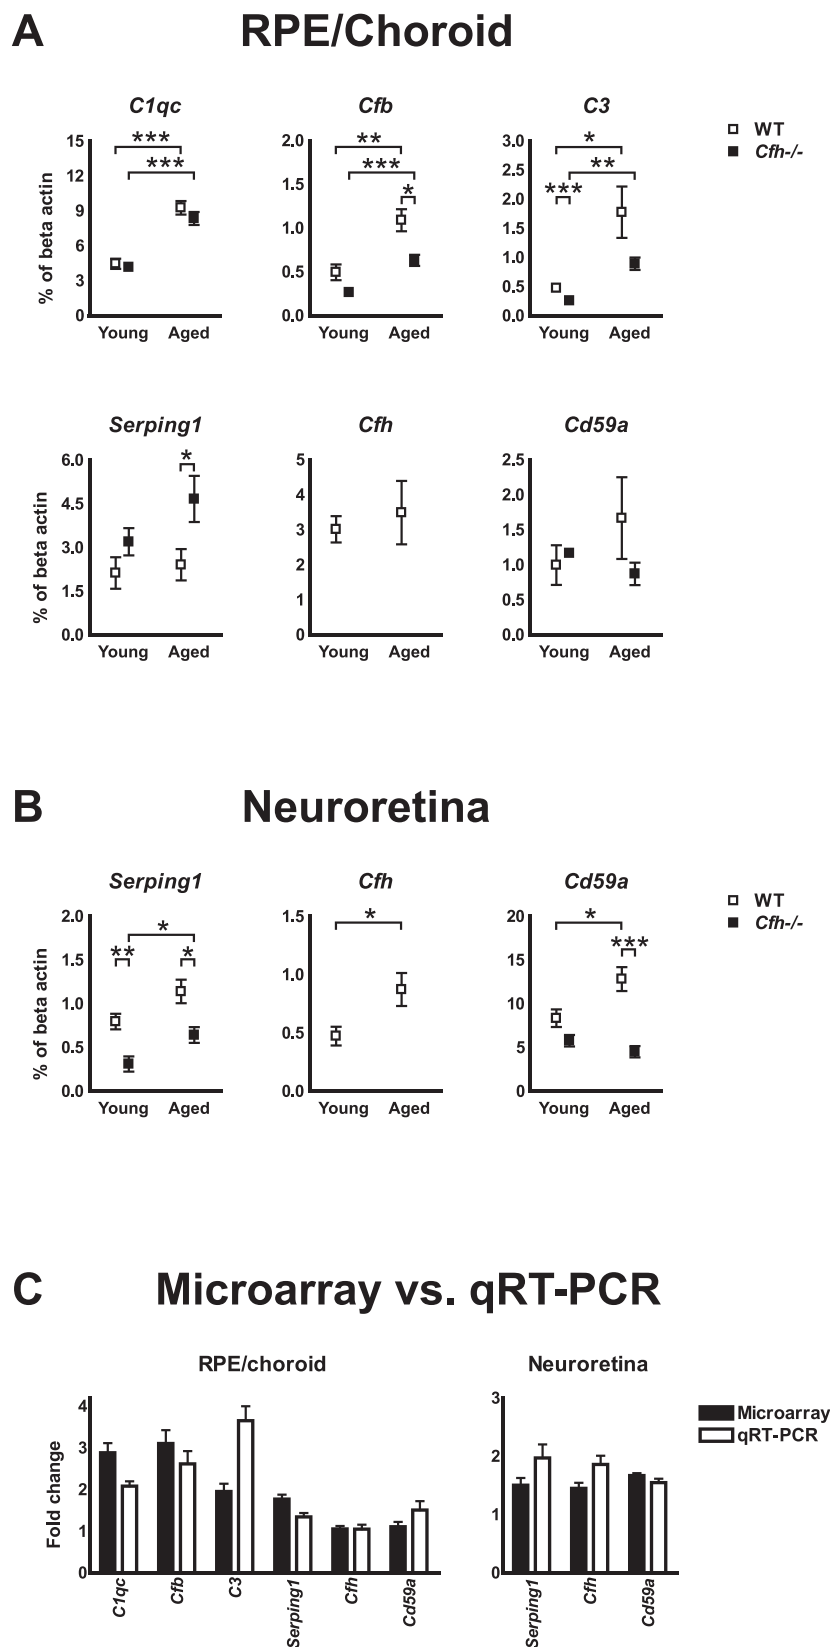 A RPE/Choroid
C1qc Cfb C3
WT
Cfh-/-
% of beta actin
15
12
9
6
3
0
***
***
Young Aged
2.0
1.5
1.0
0.5
0.0
**
***
*
Young Aged
3.0
2.5
2.0
1.5
1.0
0.5
0.0
*
**
***
Young Aged
Serping1 Cfh Cd59a
% of beta actin
6.0
4.5
3.0
1.5
0.0
*
Young Aged
5
4
3
2
1
0
Young Aged
2.5
2.0
1.5
1.0
0.5
0.0
Young Aged
B Neuroretina
Serping1 Cfh Cd59a
WT
Cfh-/-
% of beta actin
2.0
1.5
1.0
0.5
0.0
*
** *
Young Aged
1.5
1.0
0.5
0.0
*
Young Aged
20
15
10
5
0
*
***
Young Aged
C Microarray vs. qRT-PCR
RPE/choroid Neuroretina
Fold change
4
3
2
1
0
C1qc Cfb C3 Serping1 Cfh Cd59a
3
2
1
0
Serping1 Cfh Cd59a
Microarray
qRT-PCR